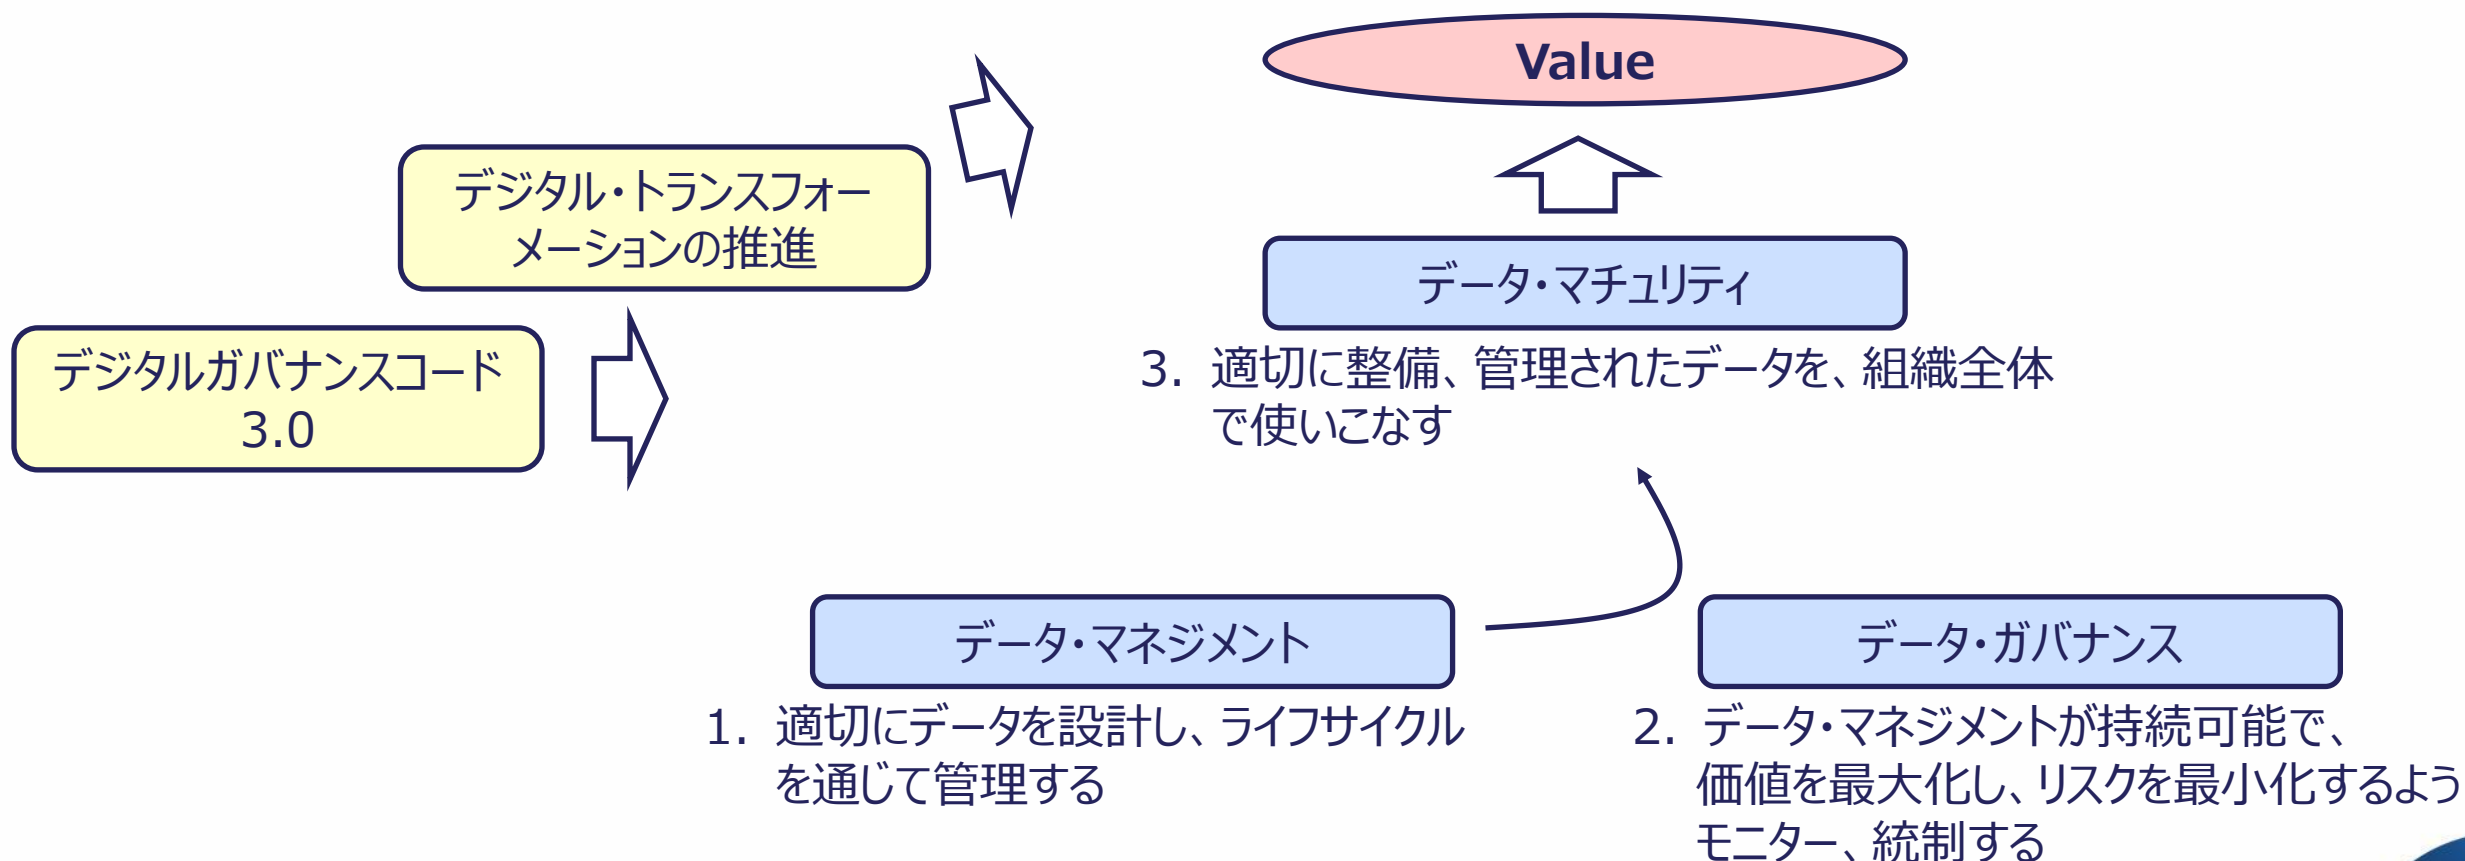 Value
デジタル・トランスフォー
メーションの推進
デジタルガバナンスコード
3.0
データ・マチュリティ
3. 適切に整備、管理されたデータを、組織全体
で使いこなす
データ・マネジメント
1. 適切にデータを設計し、ライフサイクル
を通じて管理する
データ・ガバナンス
2. データ・マネジメントが持続可能で、
価値を最大化し、リスクを最小化するよう
モニター、統制する